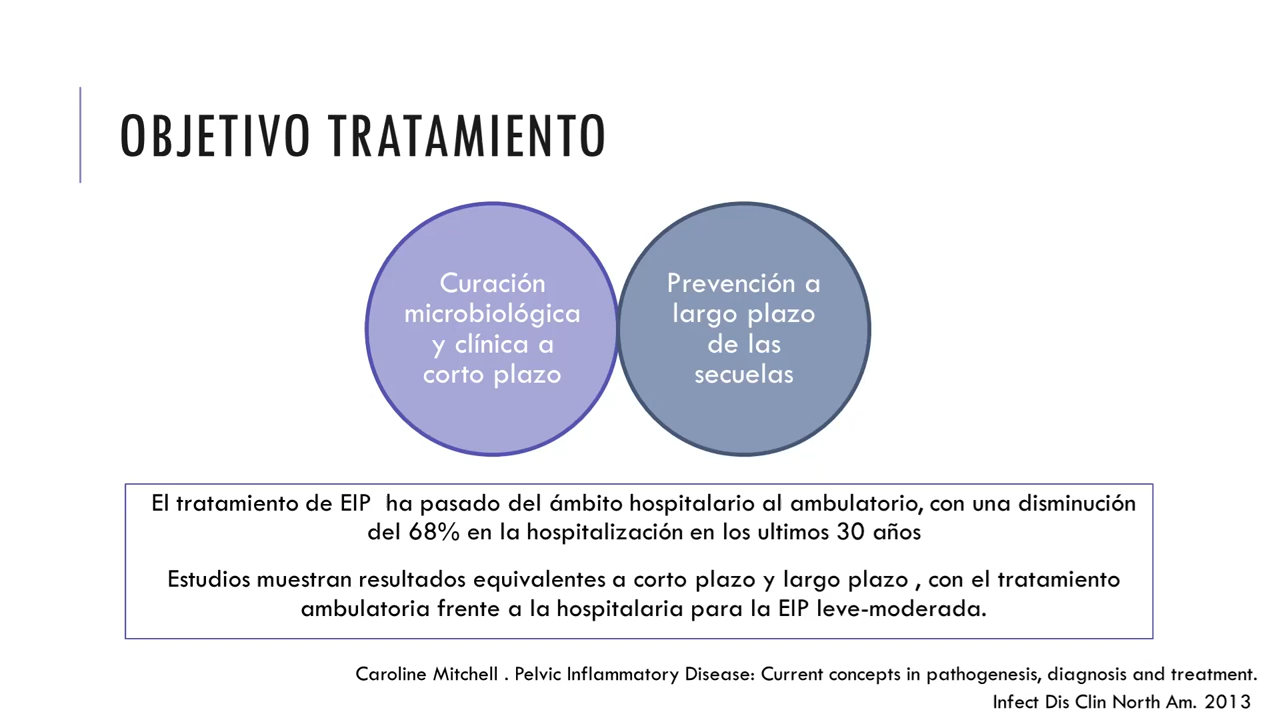 OBJETIVO TRATAMIENTO
Curación
microbiológica
y clínica a
corto plazo
Prevención a
largo plazo
de las
secuelas
El tratamiento de EIP  ha pasado del ámbito hospitalario al ambulatorio, con una disminución
del 68% en la hospitalización en los ultimos 30 años
Estudios muestran resultados equivalentes a corto plazo y largo plazo , con el tratamiento
ambulatoria frente a la hospitalaria para la EIP leve-moderada.
Caroline Mitchell . Pelvic Inflammatory Disease: Current concepts in pathogenesis, diagnosis and treatment.
Infect Dis Clin North Am. 2013